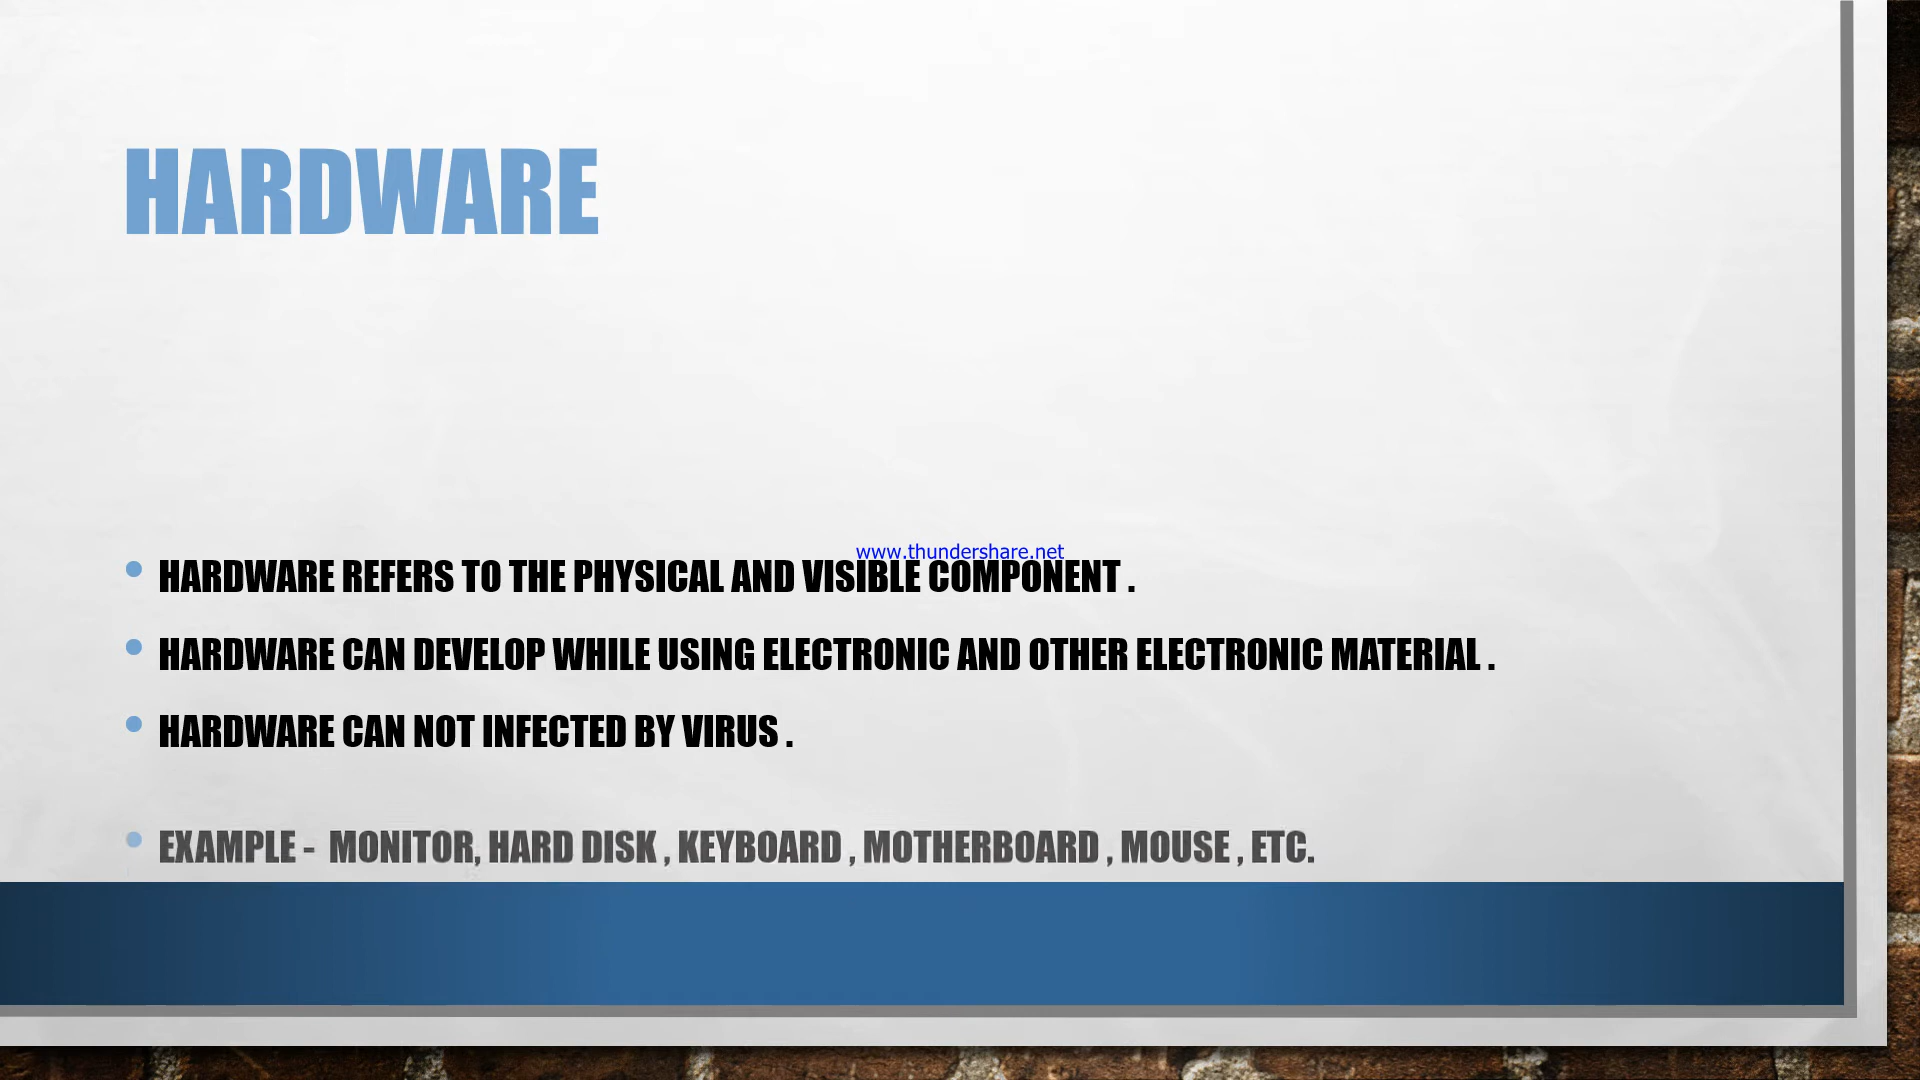 HARDWARE
www.thundershare.net
HARDWARE REFERS TO THE PHYSICAL AND VISIBLE COMPONENT .
HARDWARE CAN DEVELOP WHILE USING ELECTRONIC AND OTHER ELECTRONIC MATERIAL .
HARDWARE CAN NOT INFECTED BY VIRUS .
EXAMPLE - MONITOR, HARD DISK , KEYBOARD , MOTHERBOARD , MOUSE , ETC.